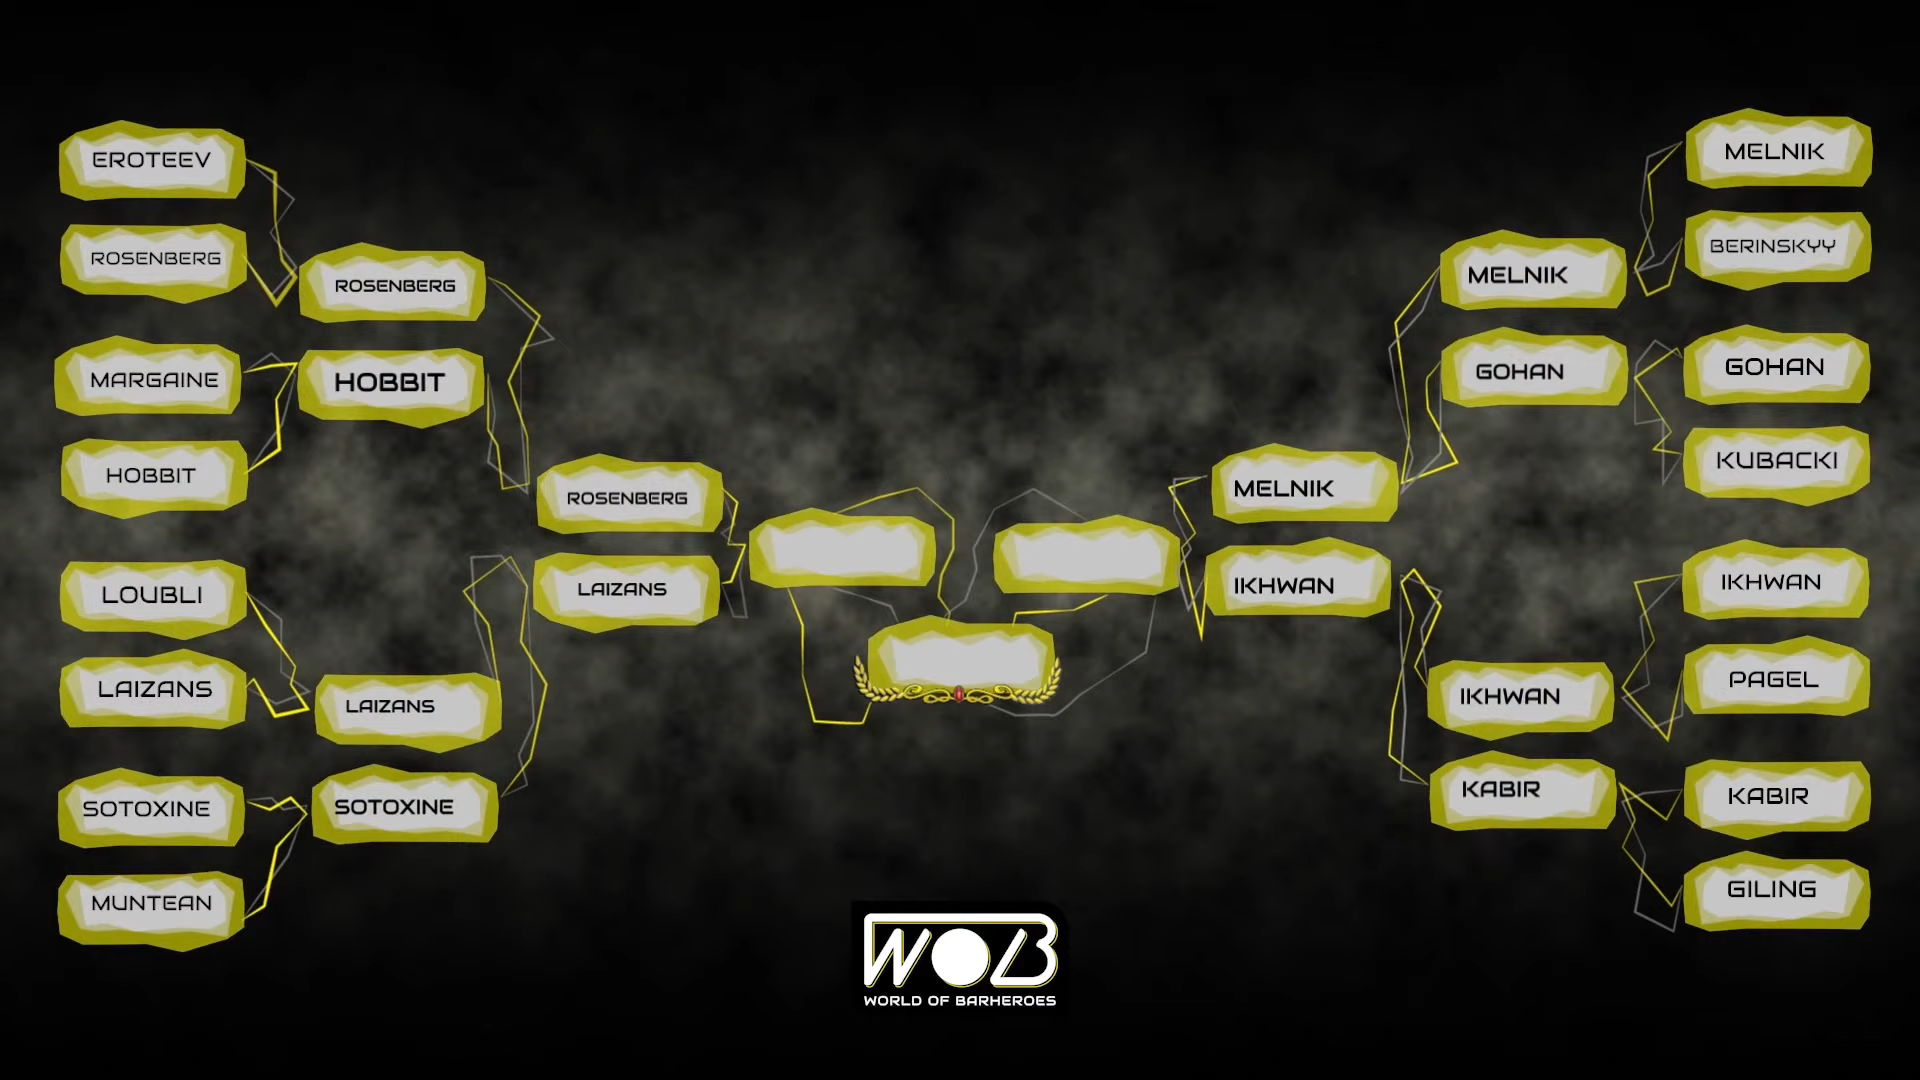 EROTEEV
ROSENBERG
MARGAINE
HOBBIT
LOUBLI
LAIZANS
SOTOXINE
MUNTEAN
ROSENBERG
HOBBIT
LAIZANS
SOTOXINE
ROSENBERG
LAIZANS
MELNIK
IKHWAN
MELNIK
GOHAN
IKHWAN
KABIR
MELNIK
BERINSKYY
GOHAN
KUBACKI
IKHWAN
PAGEL
KABIR
GILING
WOB
WORLD OF BARHEROES